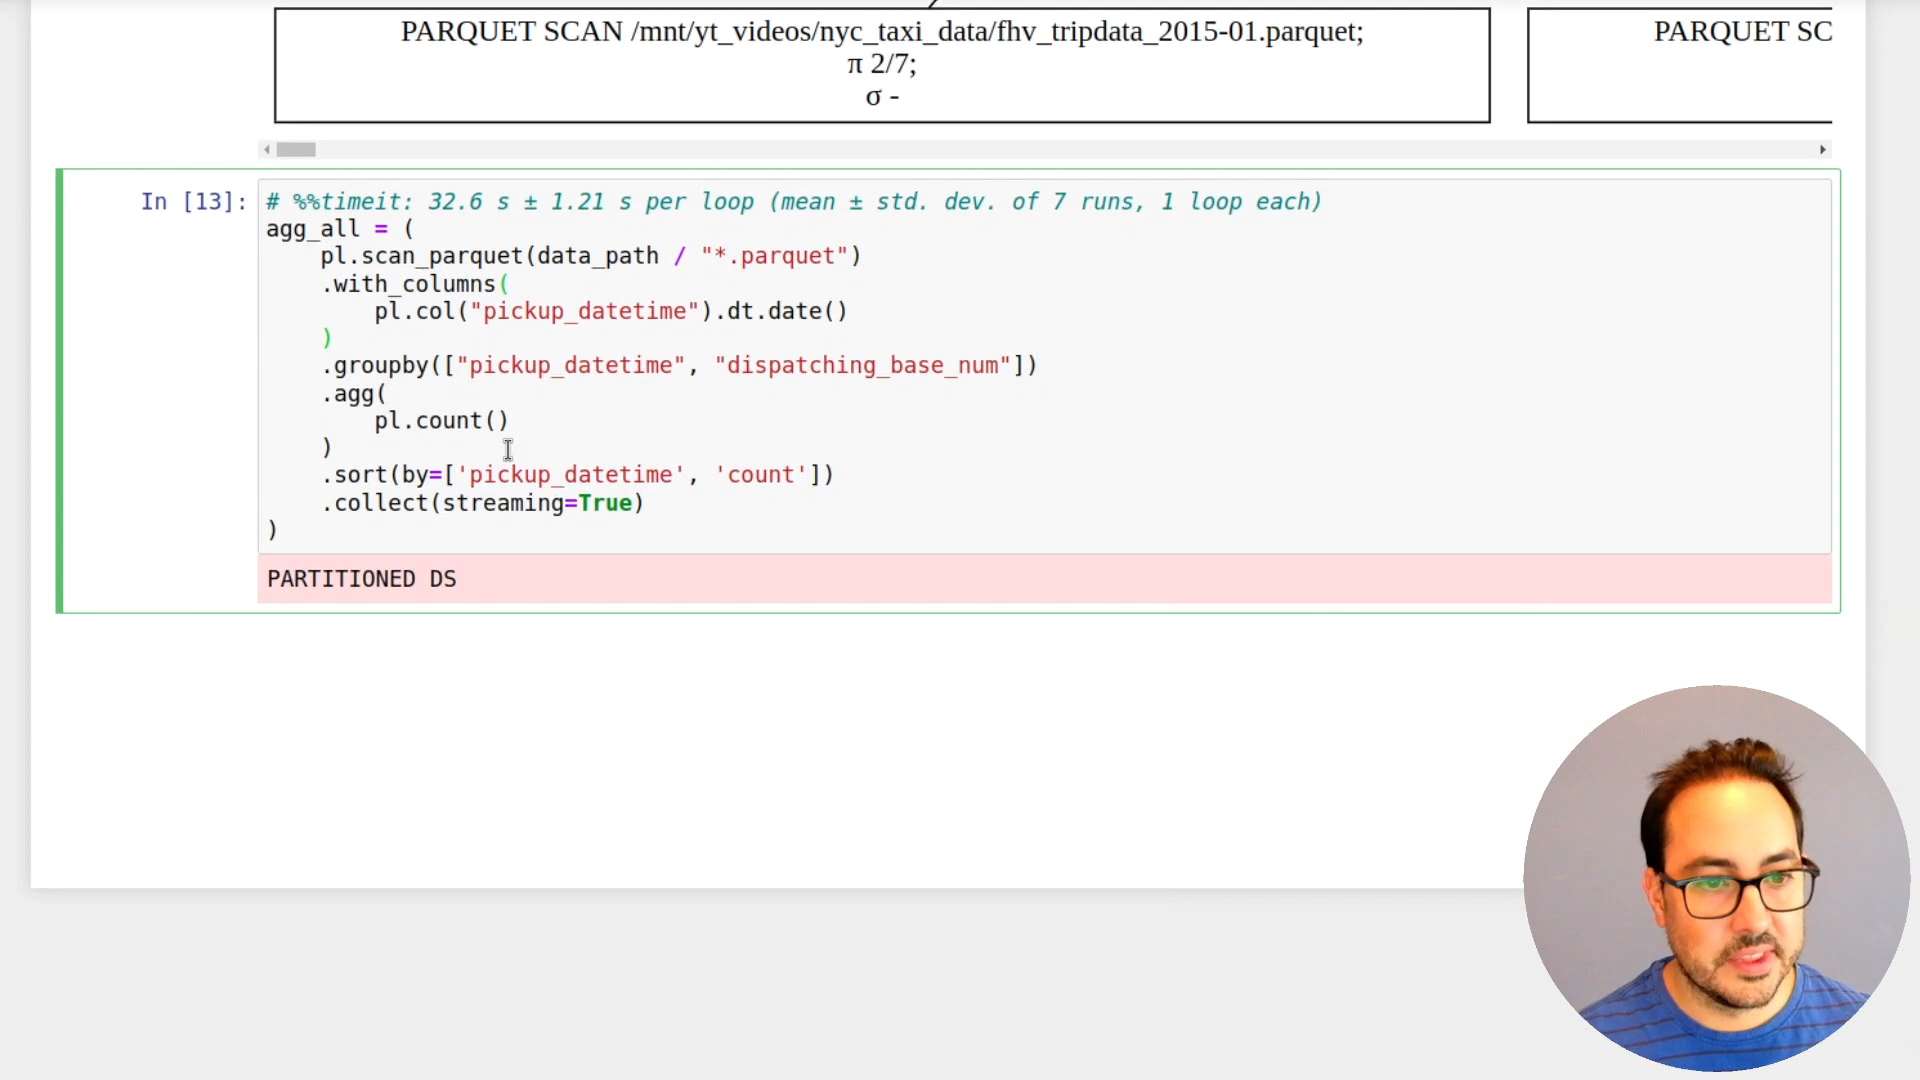 PARQUET SCAN /mnt/yt_videos/nyc_taxi_data/fhv_tripdata_2015-01.parquet;
π 2/7;
σ -
PARQUET SC
In [13]:
# %%timeit: 32.6 s ± 1.21 s per loop (mean ± std. dev. of 7 runs, 1 loop each)
agg_all = (
    pl.scan_parquet(data_path / "*.parquet")
    .with_columns(
        pl.col("pickup_datetime").dt.date()
    )
    .groupby(["pickup_datetime", "dispatching_base_num"])
    .agg(
        pl.count()
    )
    .sort(by=['pickup_datetime', 'count'])
    .collect(streaming=True)
)
PARTITIONED DS